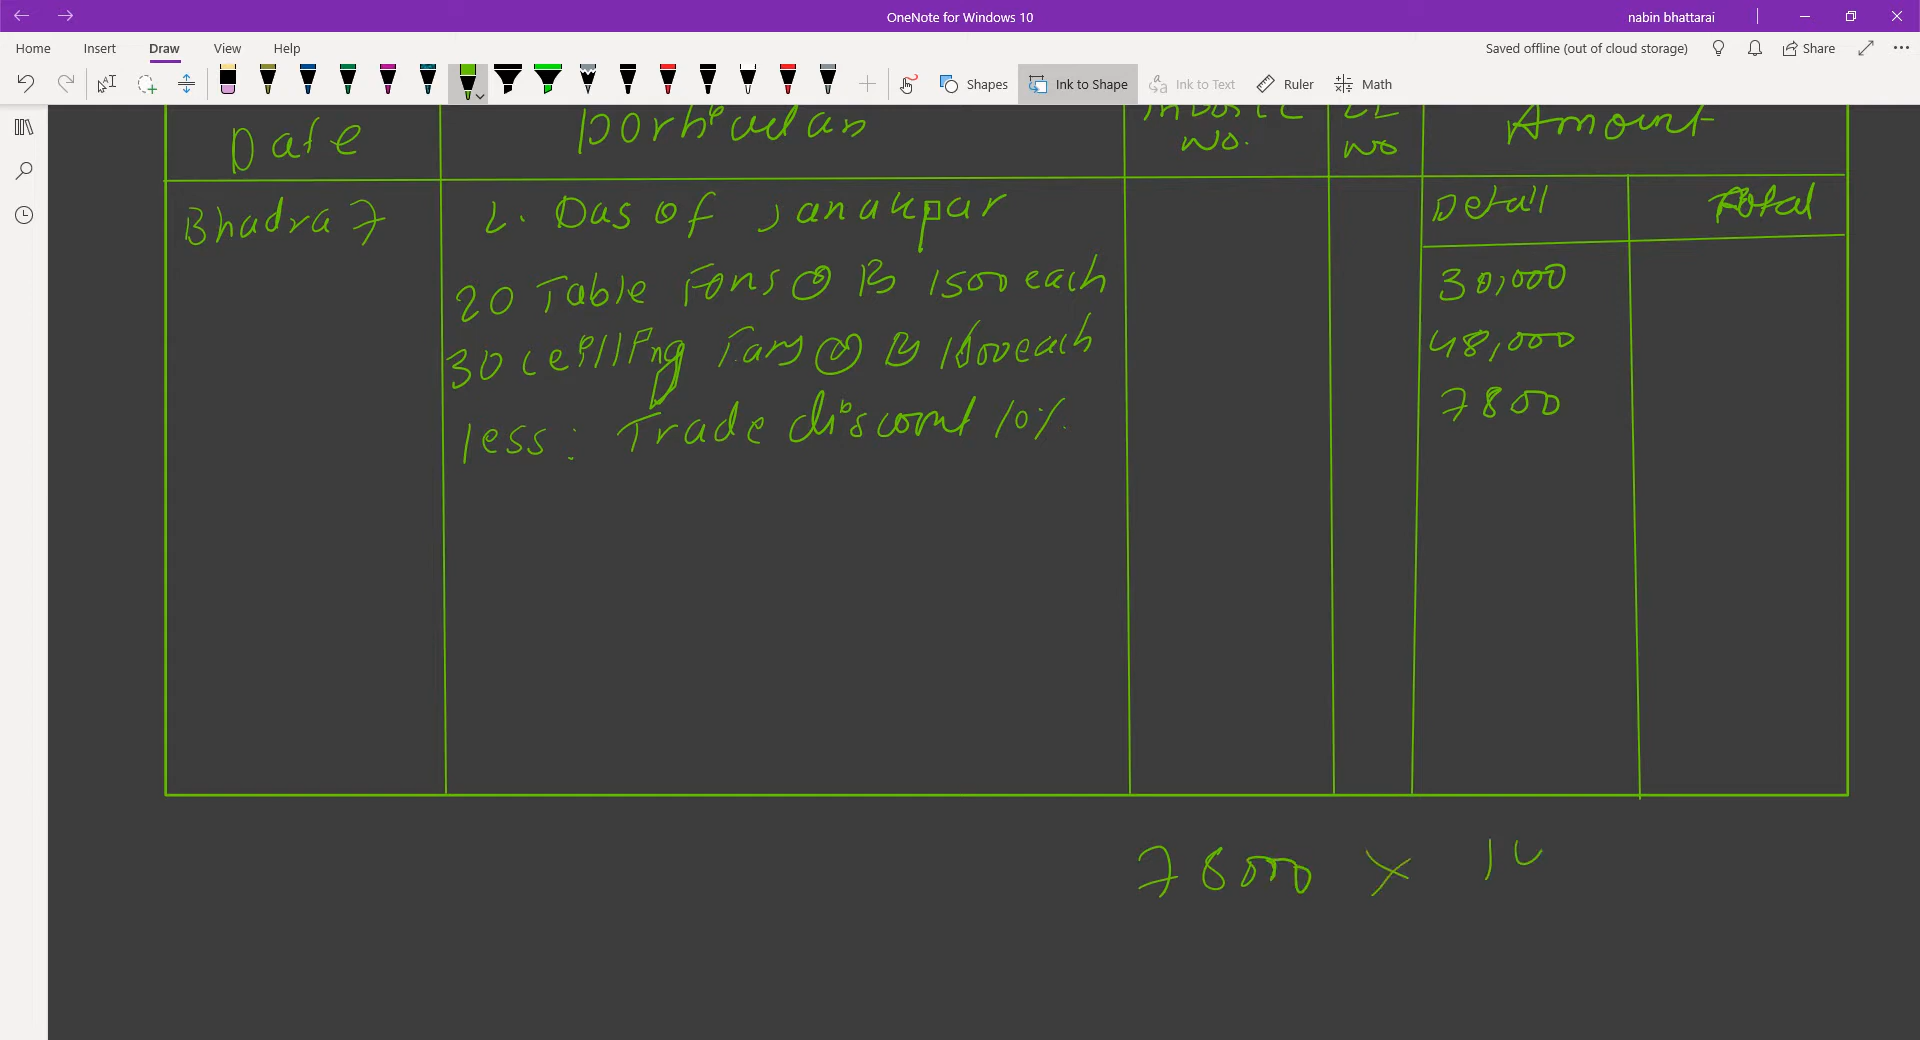 OneNote for Windows 10
nabin bhattarai
Home Insert Draw View Help
Saved offline (out of cloud storage)
Share
Shapes
Ink to Shape
Ink to Text
Ruler
Math
Date
No.
No
Amount
Bhadra 7
L. Das of Janakpur
Detail
Total
20 Table Fans @ Rs 1500 each
30,000
30 ceilling Fans @ Rs 1600 each
48,000
less: Trade discount 10%
7800
78000 × 10